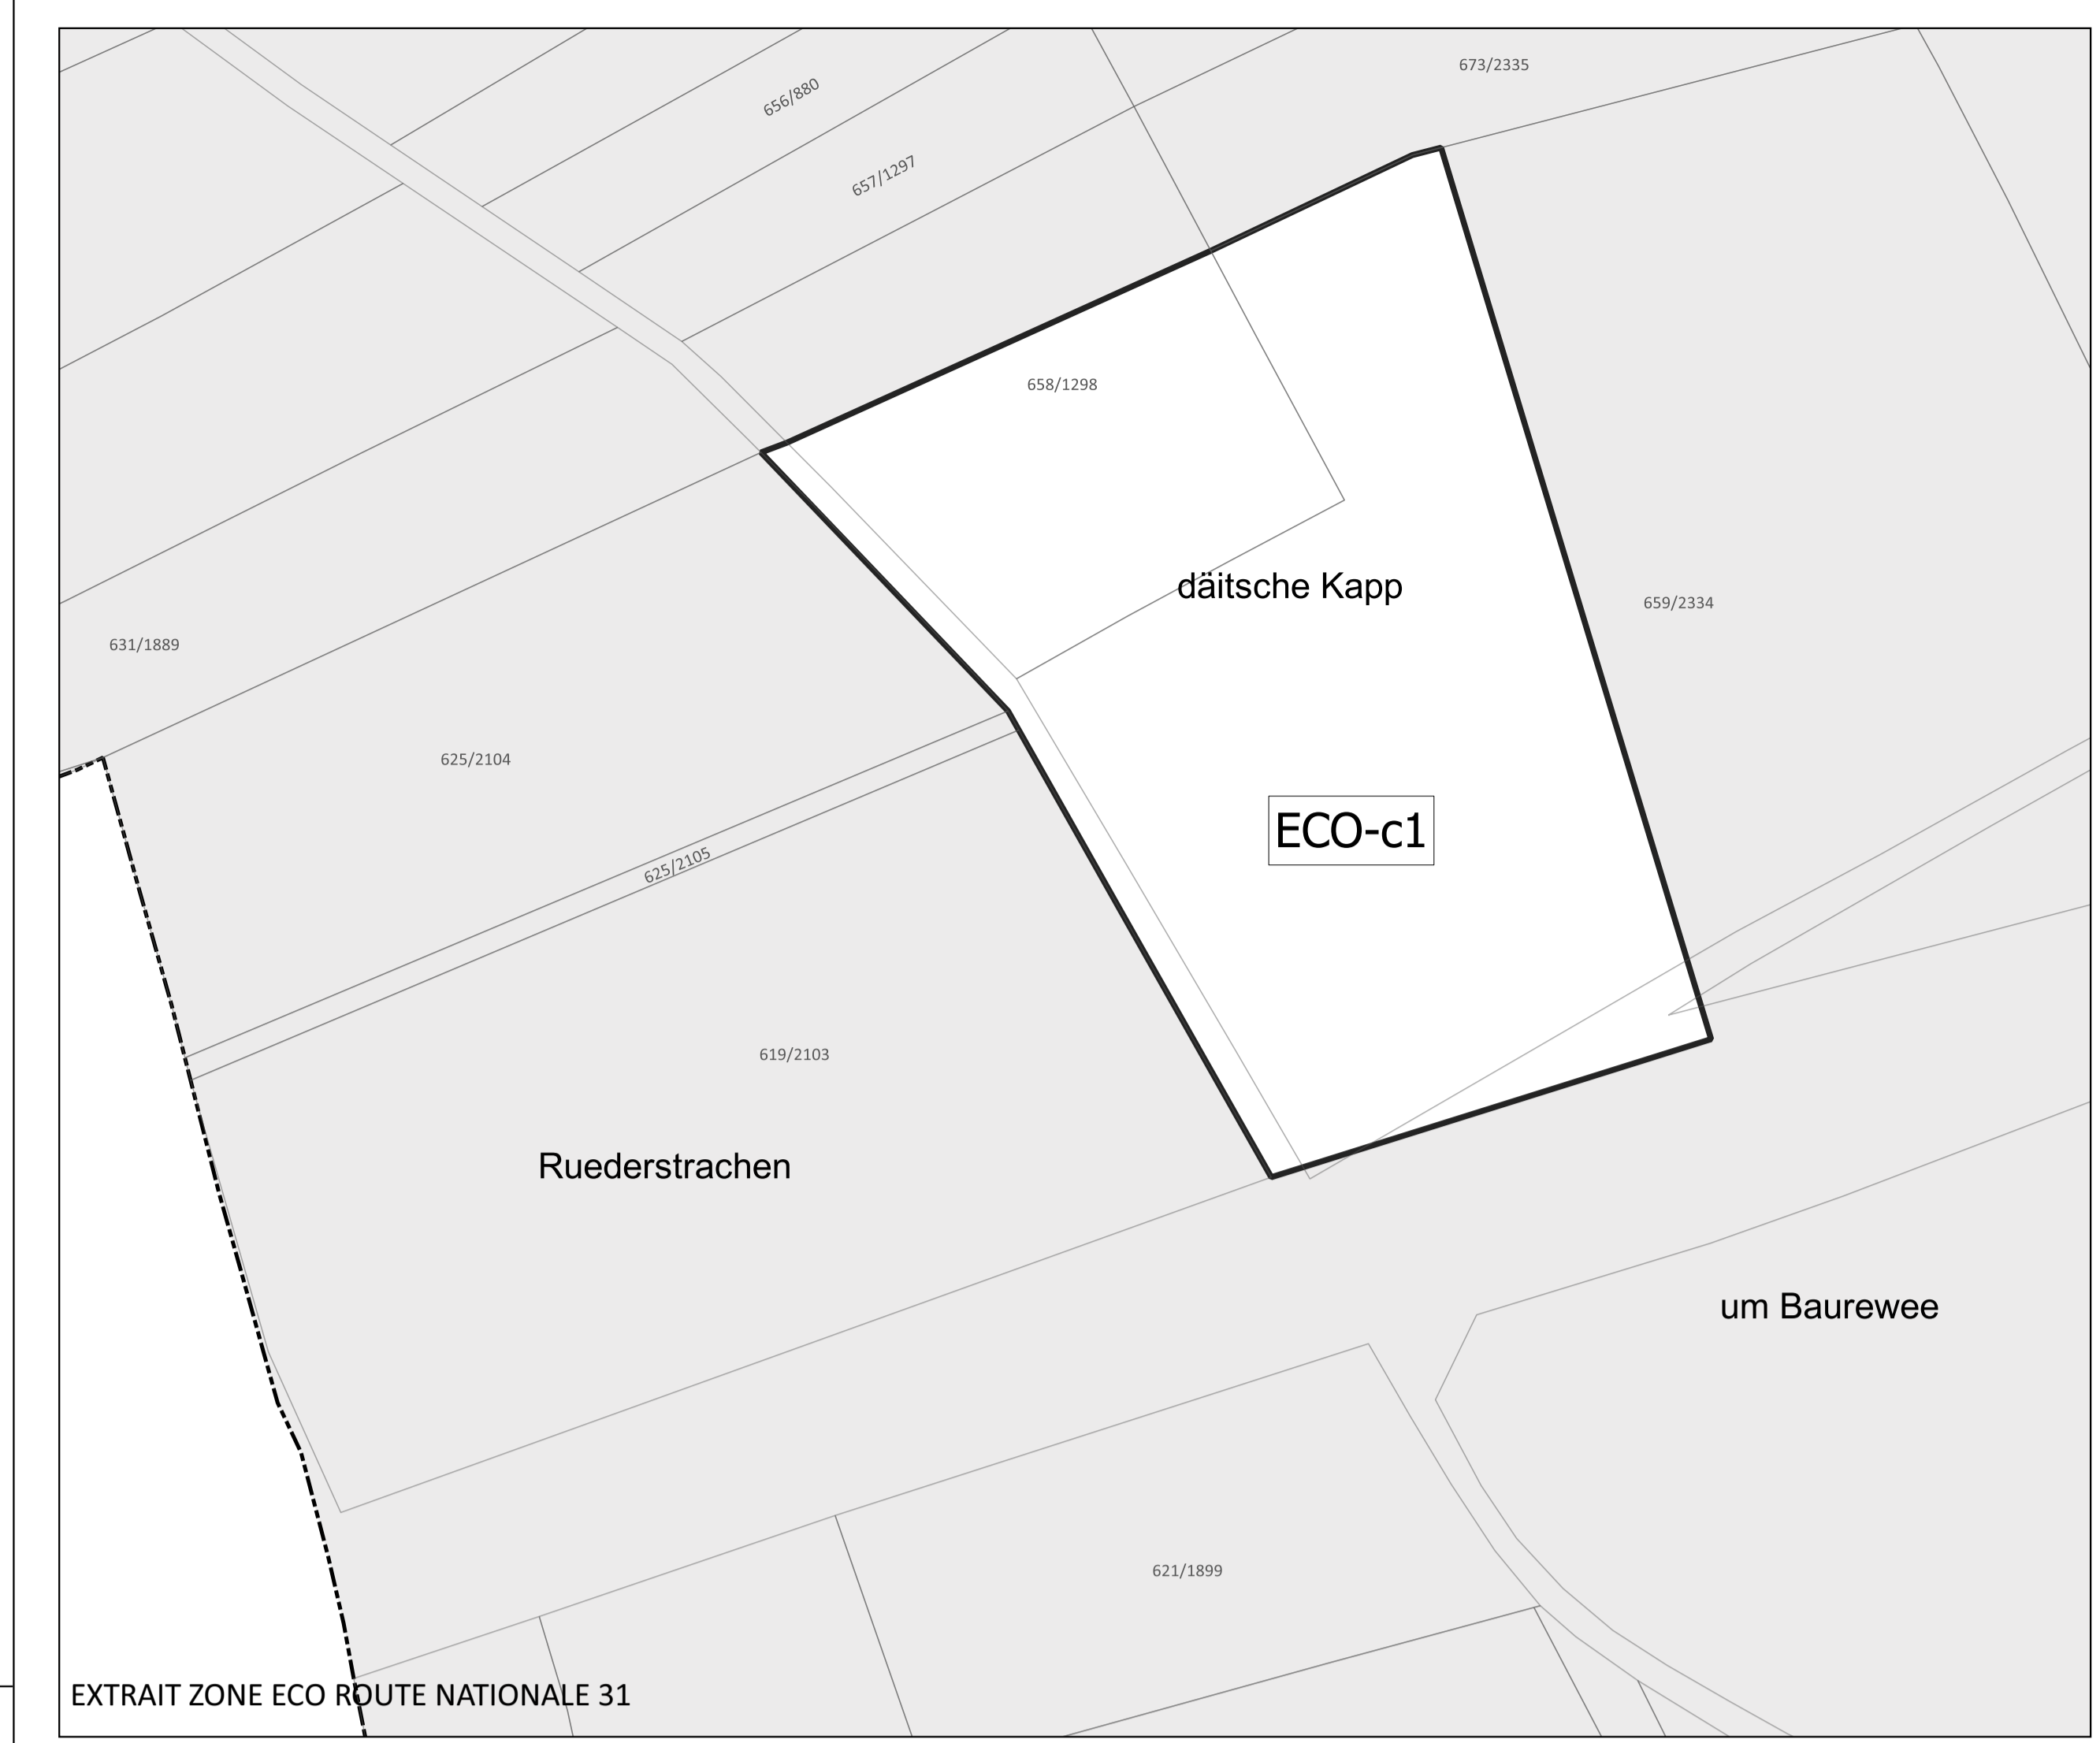 673/2335
656/880
657/1297
658/1298
däitsche Kapp
659/2334
631/1889
625/2104
ECO-c1
625/2105
619/2103
Ruederstrachen
um Baurewee
621/1899
EXTRAIT ZONE ECO ROUTE NATIONALE 31